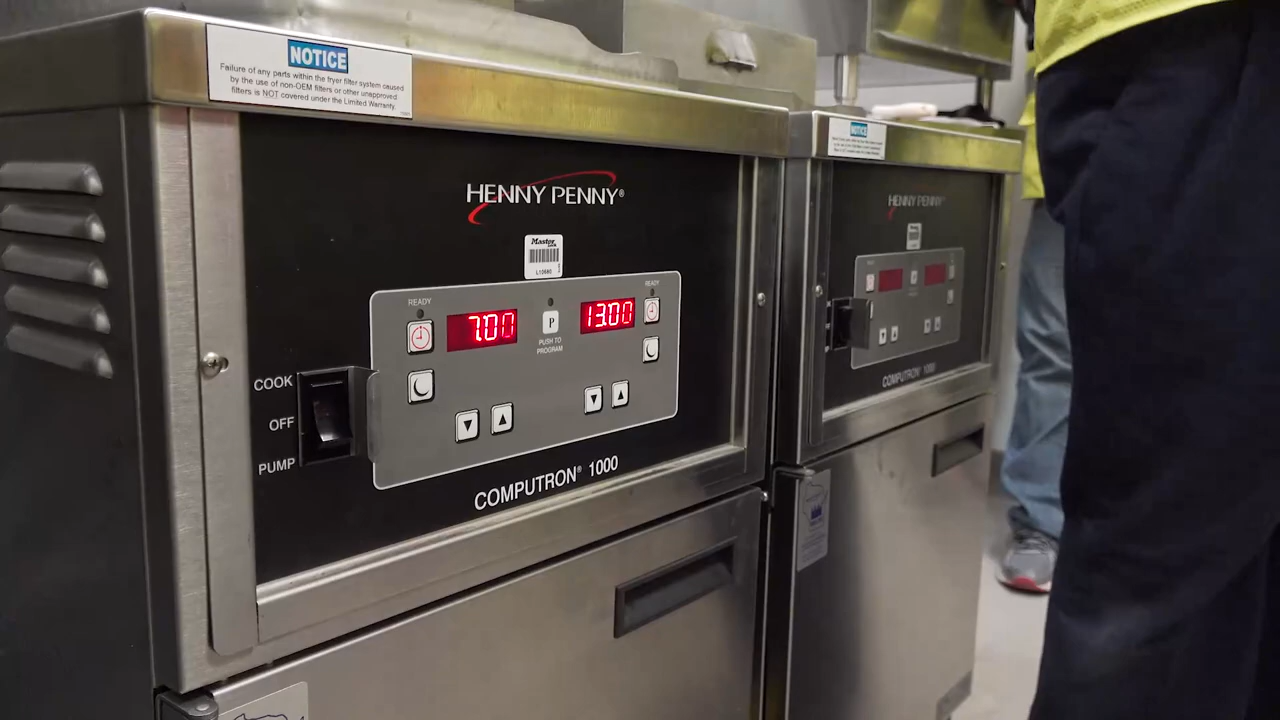 NOTICE
Failure of any parts within the fryer filter system caused
by the use of non-OEM filters or other unapproved
filters is NOT covered under the Limited Warranty.
NOTICE
HENNY PENNY®
HENNY PENNY
Master
L10680
READY
READY
7:00
13:00
P
PUSH TO
PROGRAM
COOK
OFF
PUMP
COMPUTRON® 1000
COMPUTRON® 1000